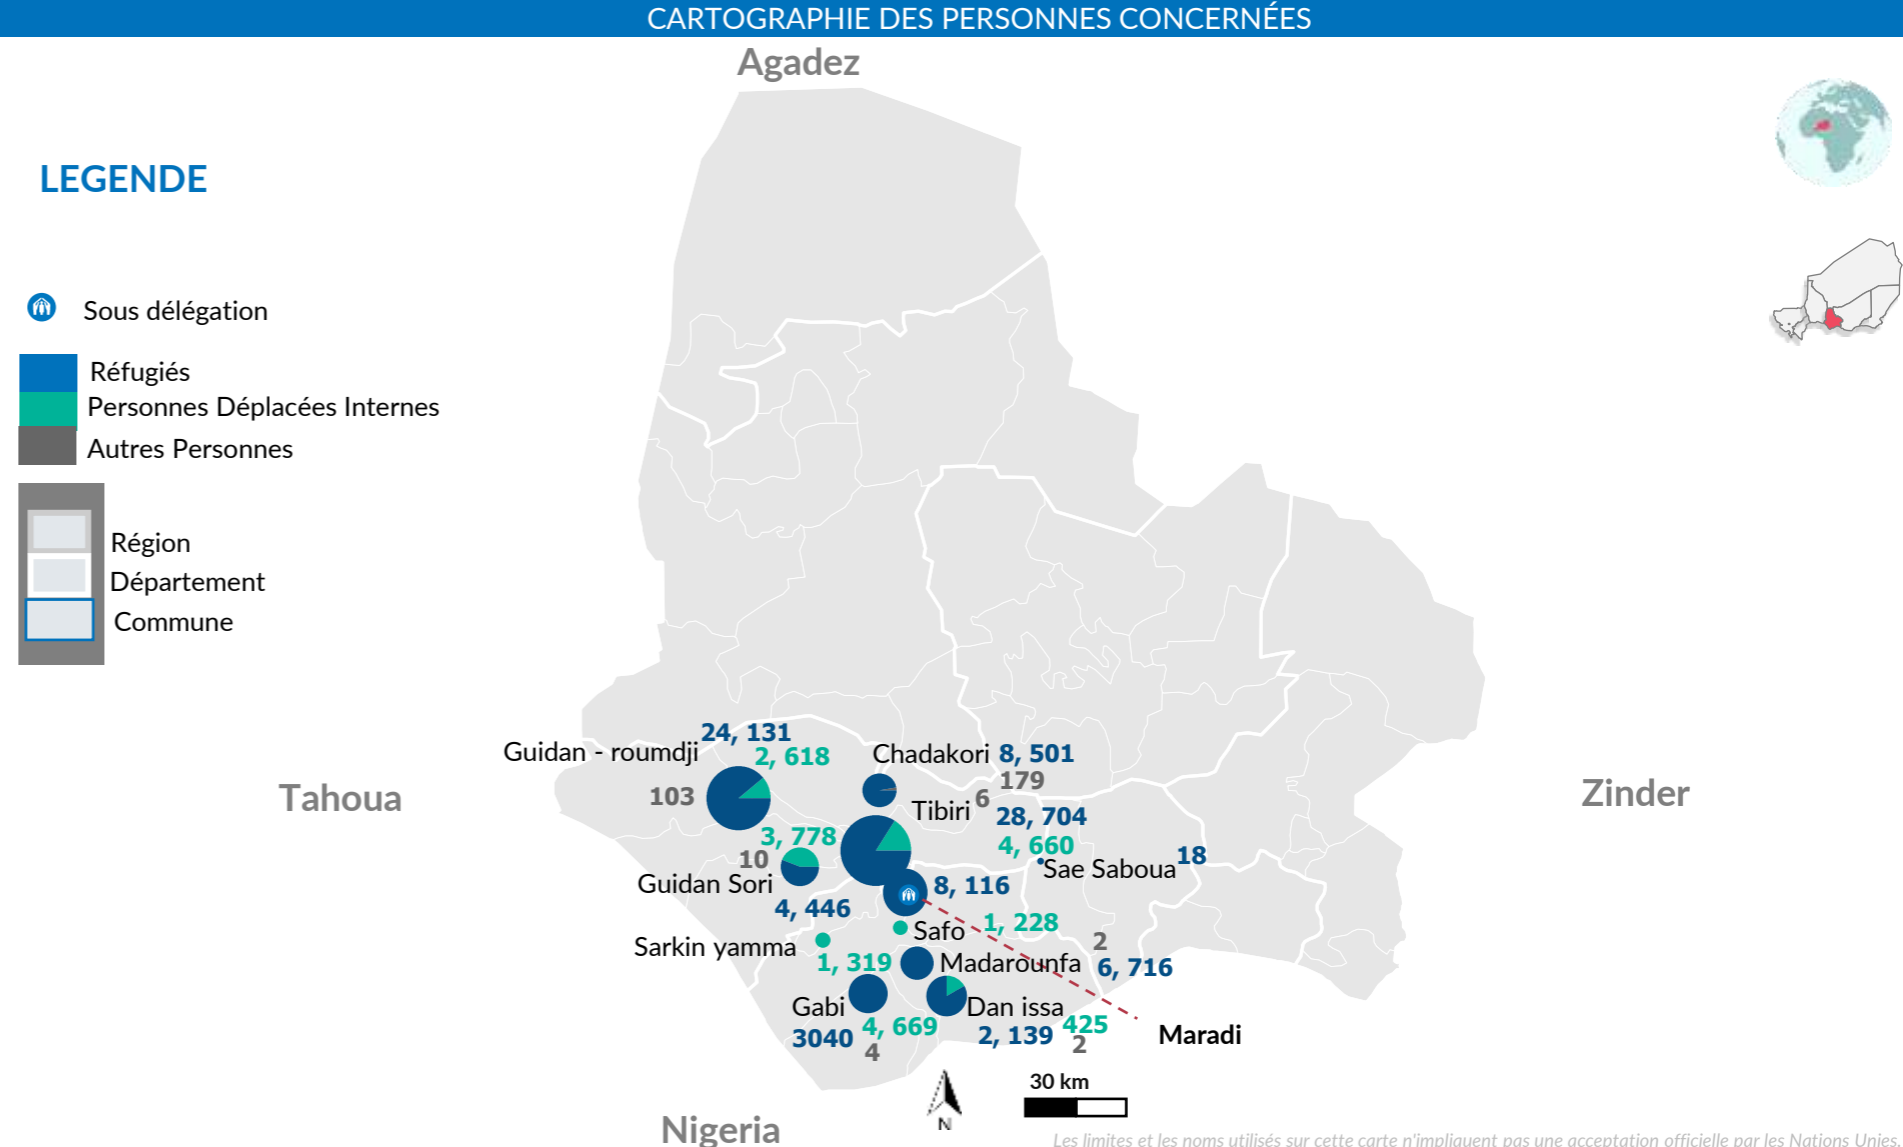 CARTOGRAPHIE DES PERSONNES CONCERNÉES
Agadez
LEGENDE
Sous délégation
Réfugiés
Personnes Déplacées Internes
Autres Personnes
Région
Département
Commune
24, 131
Guidan - roumdji
2, 618
103
Chadakori 8, 501
179
Tibiri 6
28, 704
4, 660
Tahoua
Zinder
3, 778
10
Guidan Sori
4, 446
Sae Saboua 18
8, 116
Safo 1, 228
Sarkin yamma
1, 319
Madarounfa
2
6, 716
Gabi
3040
4, 669
4
Dan issa
2, 139
425
2
Maradi
30 km
N
Nigeria
Les limites et les noms utilisés sur cette carte n'impliquent pas une acceptation officielle par les Nations Unies.